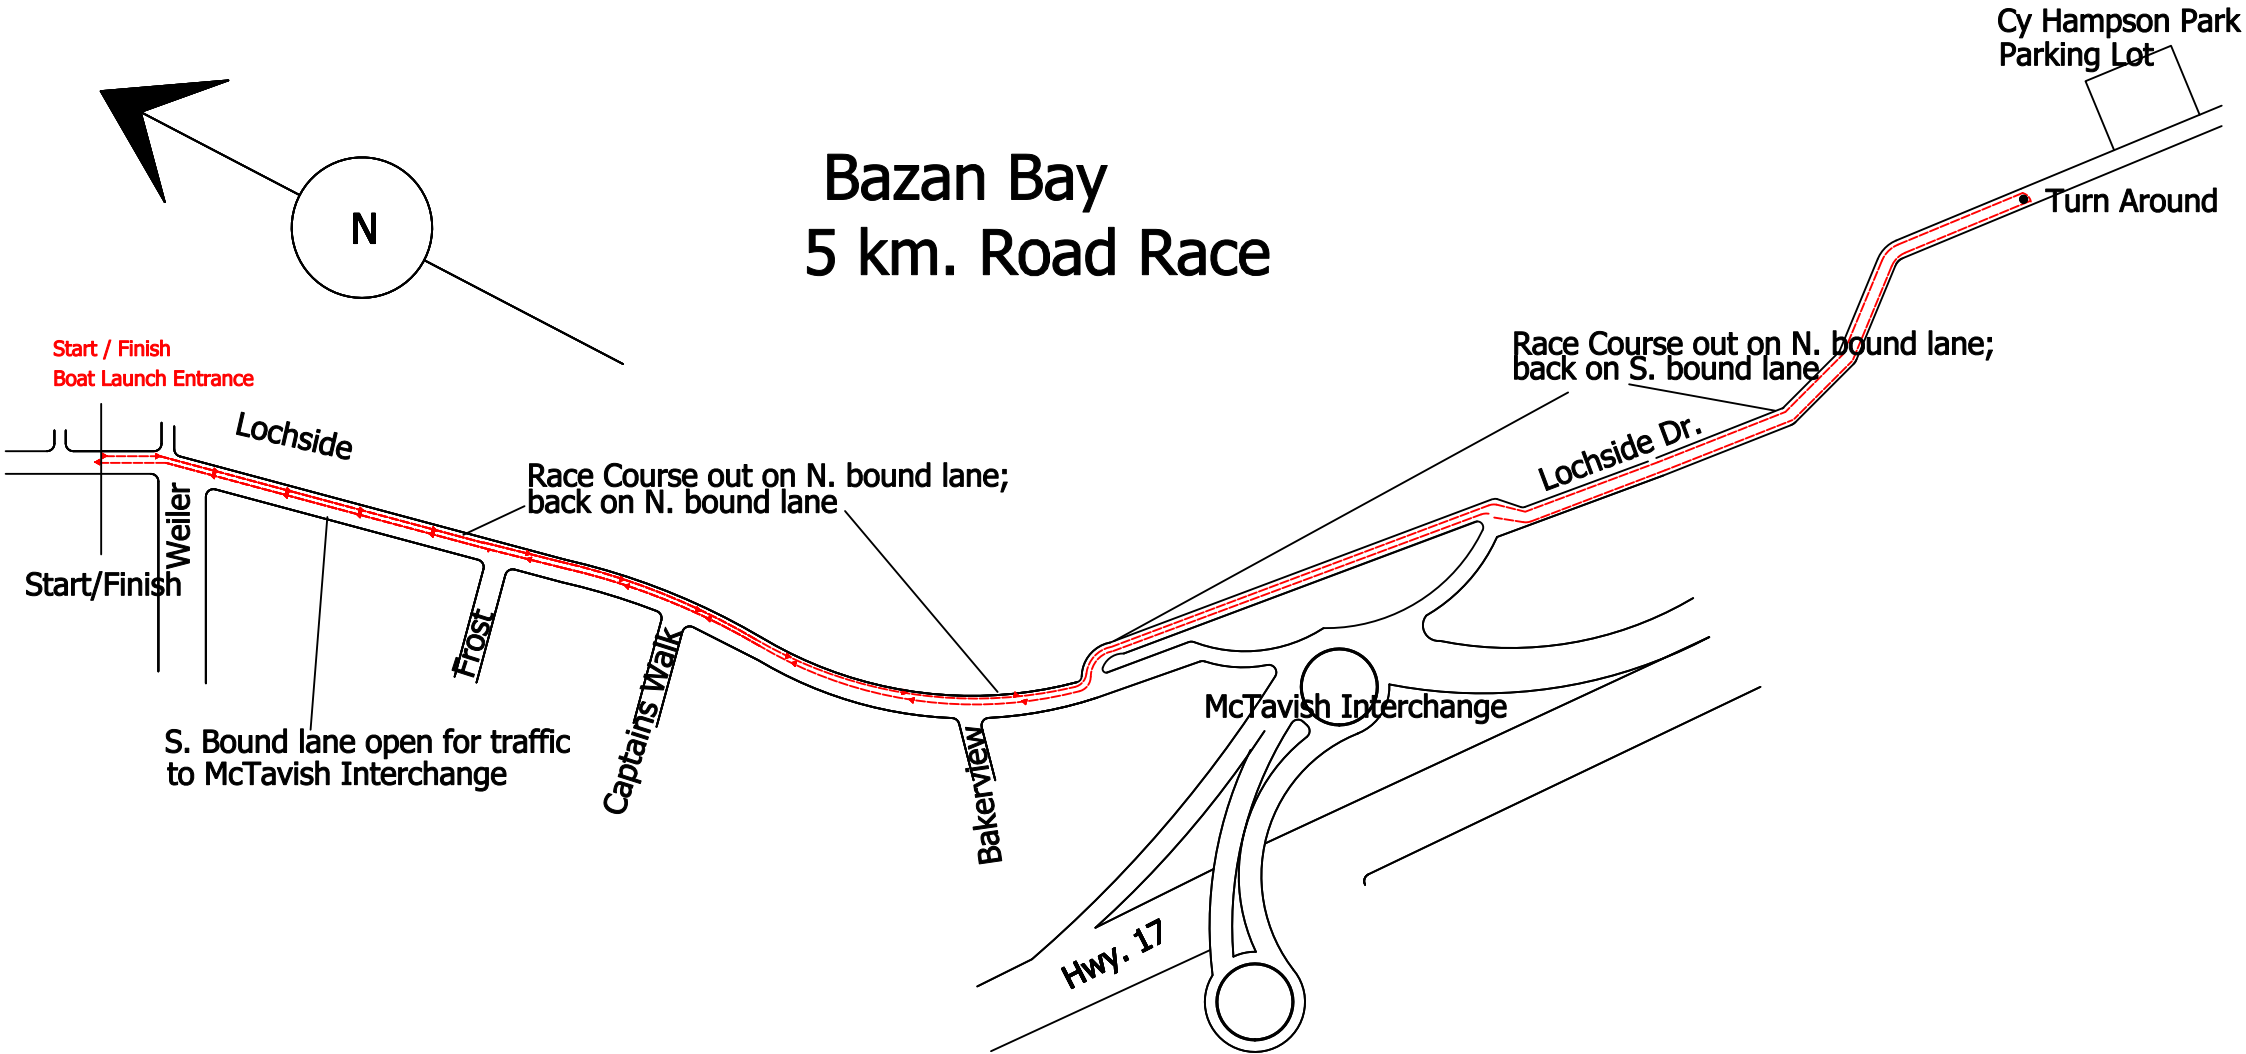 Cy Hampson Park
Parking Lot
Bazan Bay
5 km. Road Race
N
Turn Around
Start / Finish
Boat Launch Entrance
Race Course out on N. bound lane;
back on S. bound lane
Lochside
Lochside Dr.
Race Course out on N. bound lane;
back on N. bound lane
Weiler
Start/Finish
Frost
Captains Walk
McTavish Interchange
S. Bound lane open for traffic
to McTavish Interchange
Bakerview
Hwy. 17